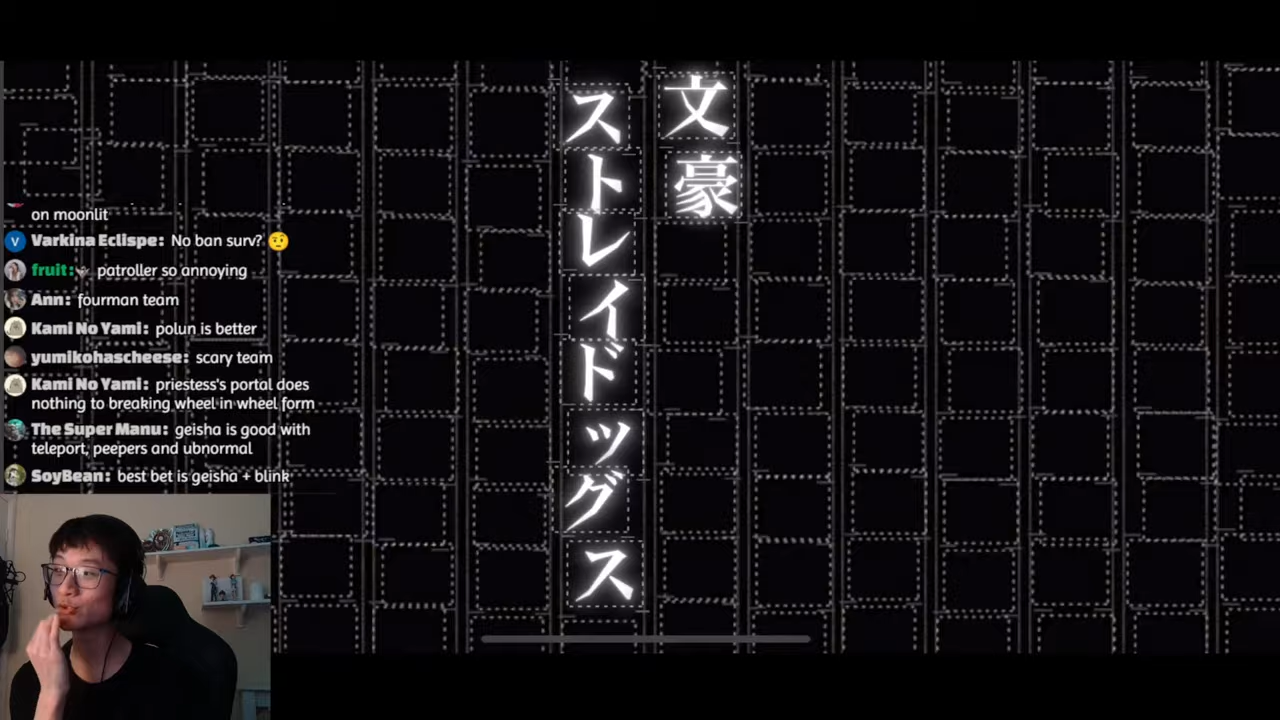 文豪
ストレイドッグス
on moonlit
Varkina Eclispe: No ban surv? 🤨
fruit: patroller so annoying
Ann: fourman team
Kami No Yami: polun is better
yumikohascheese: scary team
Kami No Yami: priestess's portal does
nothing to breaking wheel in wheel form
The Super Manu: geisha is good with
teleport, peepers and ubnormal
SoyBean: best bet is geisha + blink